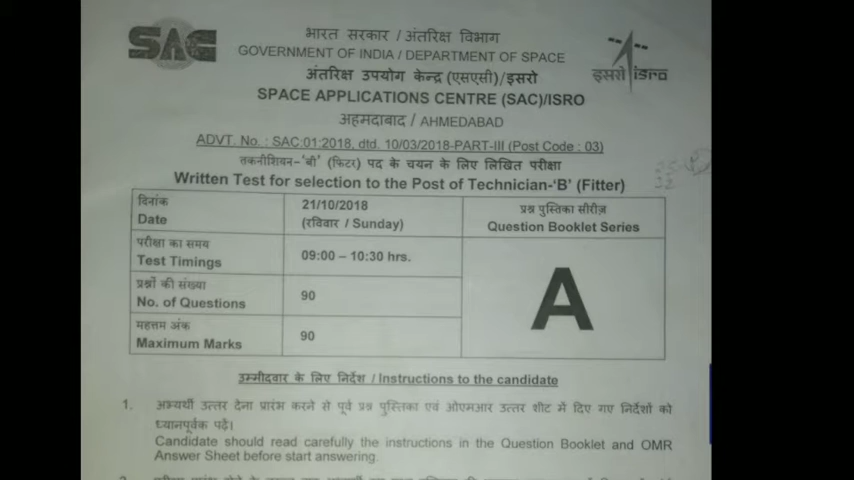 SAC
भारत सरकार / अंतरिक्ष विभाग
GOVERNMENT OF INDIA / DEPARTMENT OF SPACE
अंतरिक्ष उपयोग केन्द्र (एसएसी)/इसरो
SPACE APPLICATIONS CENTRE (SAC)/ISRO
अहमदाबाद / AHMEDABAD
इसरो isro
ADVT. No. : SAC:01:2018, dtd. 10/03/2018-PART-III (Post Code : 03)
तकनीशियन-'बी' (फिटर) पद के चयन के लिए लिखित परीक्षा
Written Test for selection to the Post of Technician-'B' (Fitter)
दिनांक
Date
21/10/2018
(रविवार / Sunday)
प्रश्न पुस्तिका सीरीज़
Question Booklet Series
परीक्षा का समय
Test Timings
09:00 – 10:30 hrs.
A
प्रश्नों की संख्या
No. of Questions
90
महत्तम अंक
Maximum Marks
90
उम्मीदवार के लिए निर्देश / Instructions to the candidate
1. अभ्यर्थी उत्तर देना प्रारंभ करने से पूर्व प्रश्न पुस्तिका एवं ओएमआर उत्तर शीट में दिए गए निर्देशों को
ध्यानपूर्वक पढ़ें।
Candidate should read carefully the instructions in the Question Booklet and OMR
Answer Sheet before start answering.